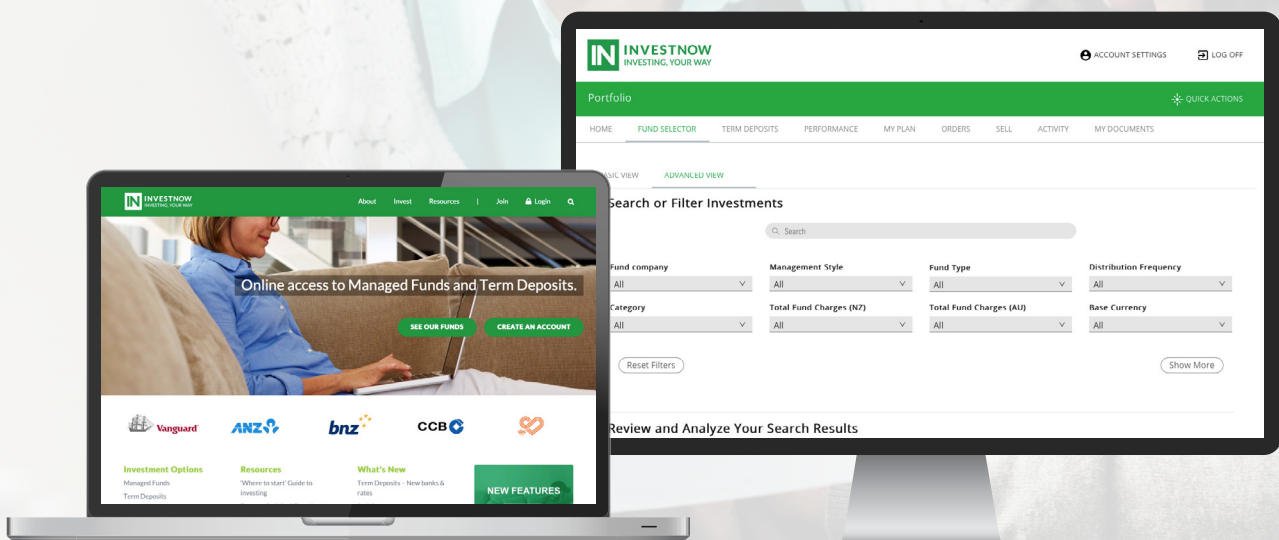 INVESTNOW
INVESTING, YOUR WAY
ACCOUNT SETTINGS
LOG OFF
Portfolio
QUICK ACTIONS
HOME FUND SELECTOR TERM DEPOSITS PERFORMANCE MY PLAN ORDERS SELL ACTIVITY MY DOCUMENTS
VIEW ADVANCED VIEW
Search or Filter Investments
Search
Fund company Management Style Fund Type Distribution Frequency
All All All All
Category Total Fund Charges (NZ) Total Fund Charges (AU) Base Currency
All All All All
Reset Filters Show More
Review and Analyze Your Search Results
IN INVESTNOW
INVESTING, YOUR WAY
About Invest Resources | Join Login
Online access to Managed Funds and Term Deposits.
SEE OUR FUNDS CREATE AN ACCOUNT
Vanguard ANZ bnz CCB
Investment Options Resources What's New
Managed Funds 'Where to start' Guide to Term Deposits – New banks &
Term Deposits investing rates
NEW FEATURES